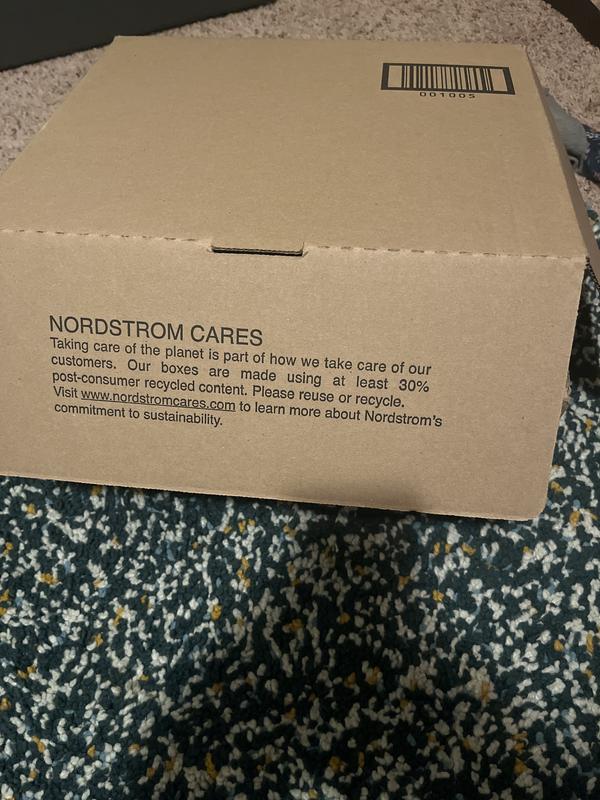 001005
NORDSTROM CARES
Taking care of the planet is part of how we take care of our
customers. Our boxes are made using at least 30%
post-consumer recycled content. Please reuse or recycle.
Visit www.nordstromcares.com to learn more about Nordstrom's
commitment to sustainability.